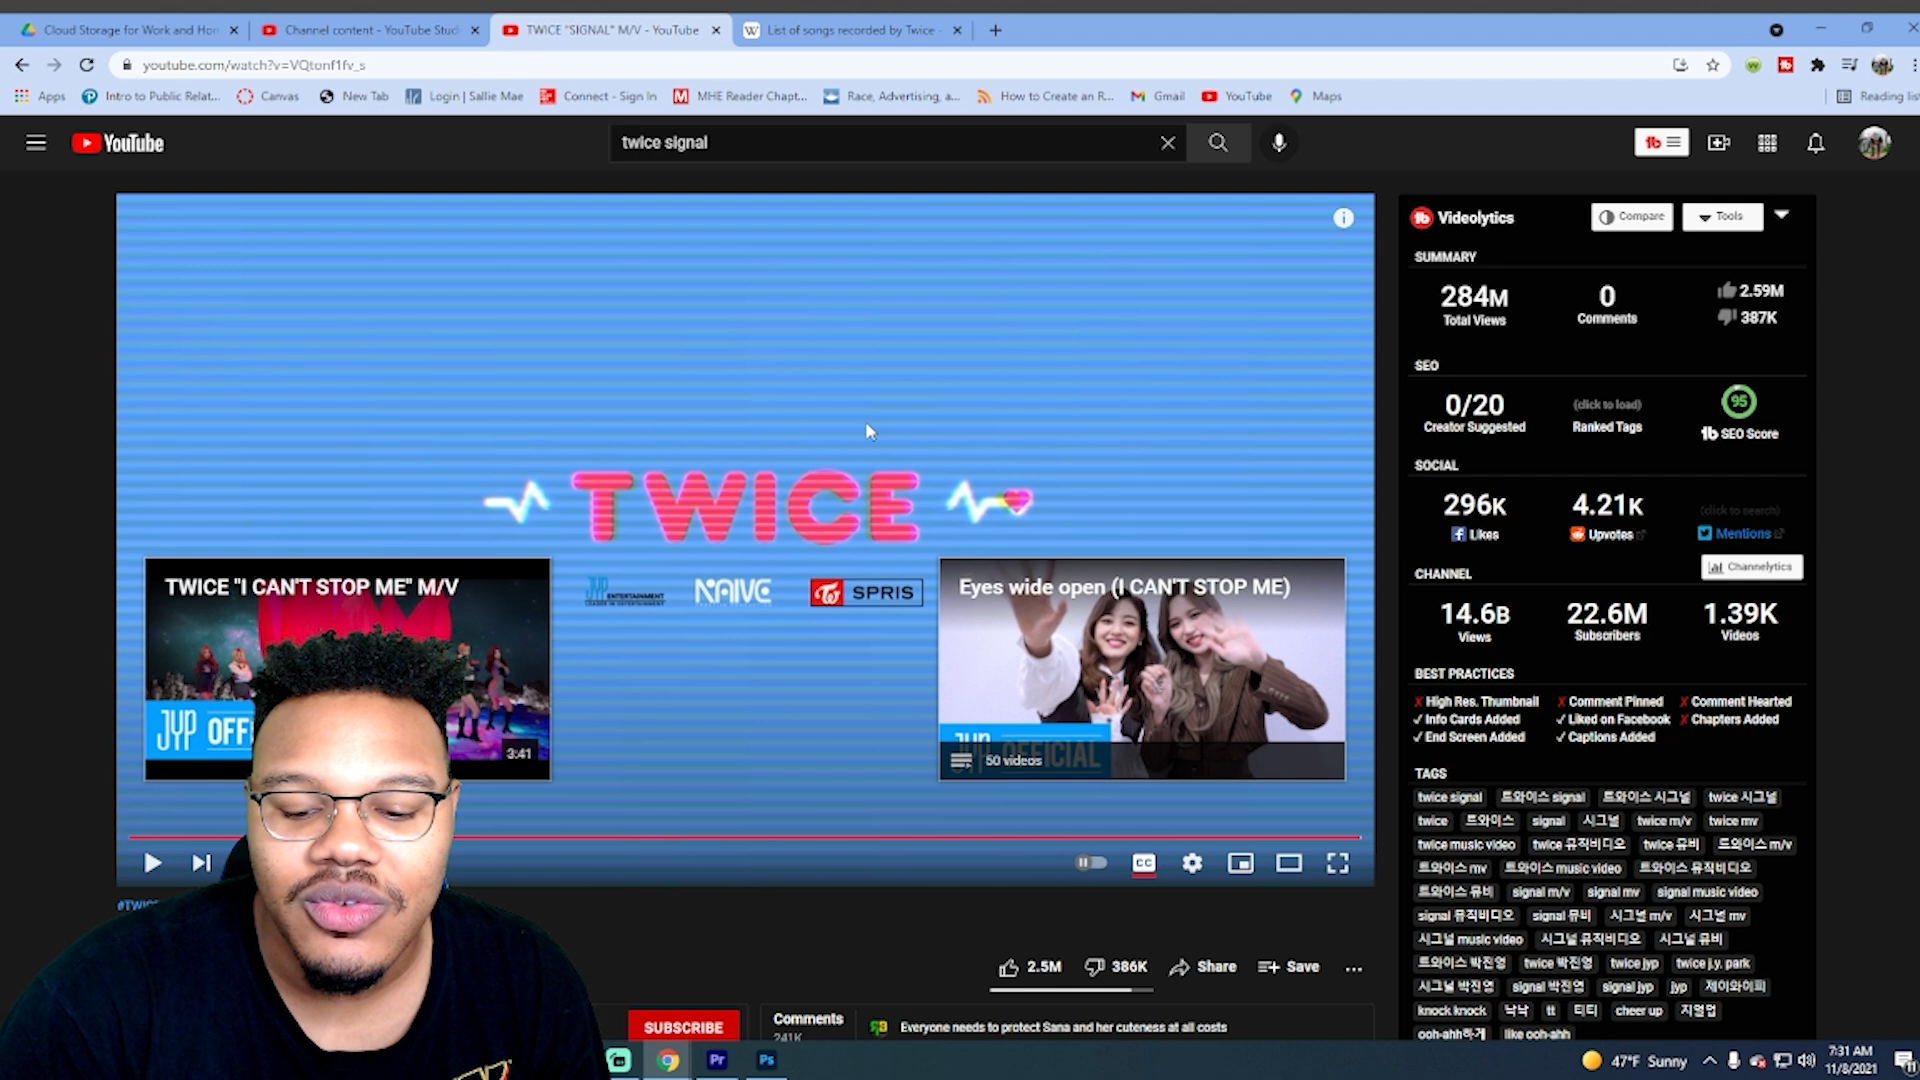 Cloud Storage for Work and Hom
Channel content - YouTube Studi
TWICE "SIGNAL" M/V - YouTube
List of songs recorded by Twice -
youtube.com/watch?v=VQtonf1fv_s
Apps
Intro to Public Relat...
Canvas
New Tab
Login | Sallie Mae
Connect - Sign In
MHE Reader Chapt...
Race, Advertising, a...
How to Create an R...
Gmail
YouTube
Maps
Reading list
YouTube
twice signal
Videolytics
Compare
Tools
SUMMARY
284M 0 2.59M
Total Views Comments 387K
SEO
0/20 (click to load) 95
Creator Suggested Ranked Tags SEO Score
SOCIAL
296K 4.21K (click to search)
Likes Upvotes Mentions
Channelytics
CHANNEL
14.6B 22.6M 1.39K
Views Subscribers Videos
BEST PRACTICES
High Res. Thumbnail Comment Pinned Comment Hearted
Info Cards Added Liked on Facebook Chapters Added
End Screen Added Captions Added
TAGS
twice signal 트와이스 signal 트와이스 시그널 twice 시그널
twice 트와이스 signal 시그널 twice m/v twice mv
twice music video twice 뮤직비디오 twice 뮤비 트와이스 m/v
트와이스 mv 트와이스 music video 트와이스 뮤직비디오
트와이스 뮤비 signal m/v signal mv signal music video
signal 뮤직비디오 signal 뮤비 시그널 m/v 시그널 mv
시그널 music video 시그널 뮤직비디오 시그널 뮤비
트와이스 박진영 twice 박진영 twice jyp twice j.y. park
시그널 박진영 signal 박진영 signal jyp jyp 제이와이피
knock knock 낙낙 tt 티티 cheer up 치얼업
ooh-ahh하게 like ooh-ahh
TWICE
JYP ENTERTAINMENT
LEADER IN ENTERTAINMENT
NAIVE
SPRIS
TWICE "I CAN'T STOP ME" M/V
JYP OFFI
3:41
Eyes wide open (I CAN'T STOP ME)
JYP OFFICIAL
50 videos
CC
#TWIC
2.5M
386K
Share
Save
SUBSCRIBE
Comments
241K
Everyone needs to protect Sana and her cuteness at all costs
Pr
Ps
47°F Sunny
7:31 AM
11/8/2021